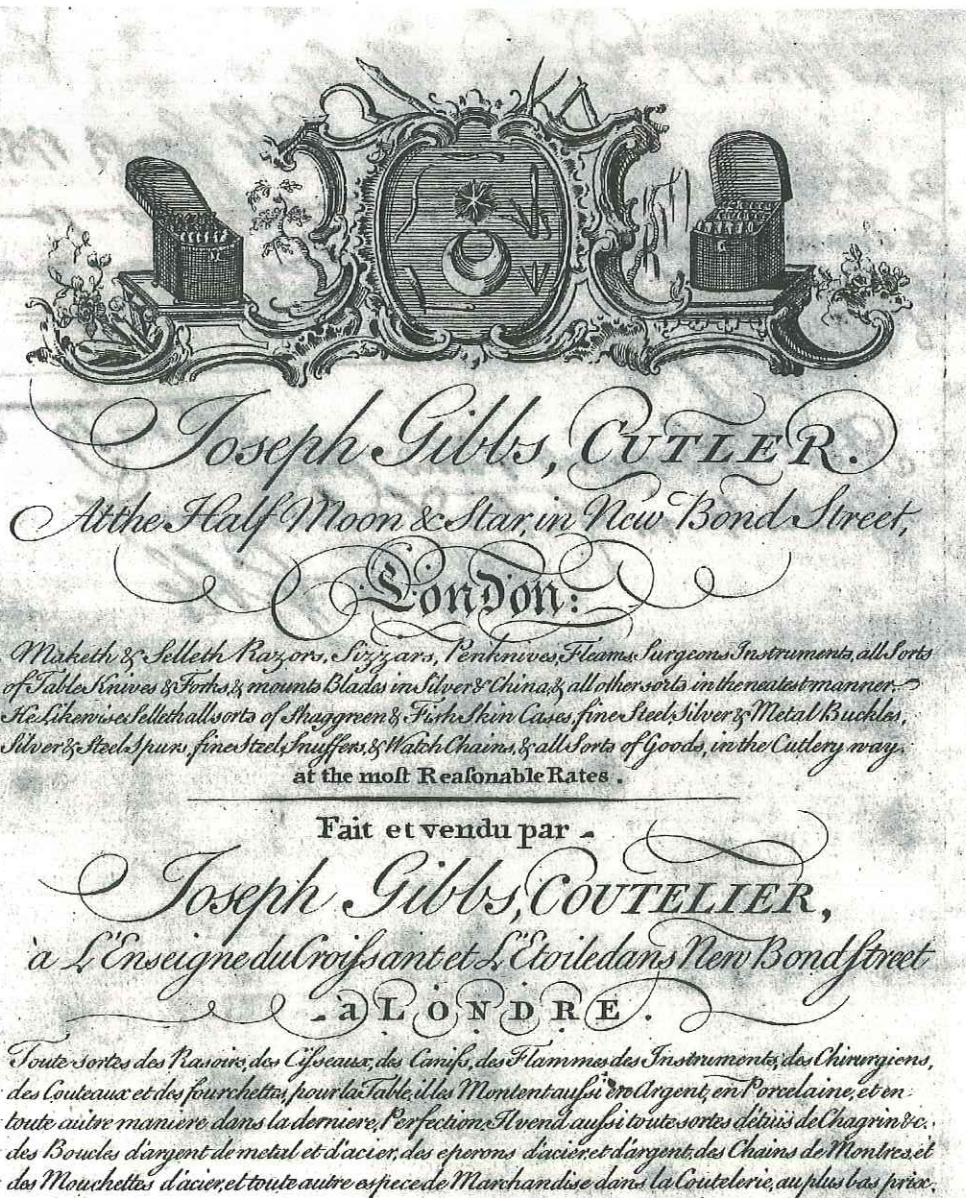 Joseph Gibbs, CUTLER.
At the Half Moon & Star, in New Bond Street,
London:
Maketh & Selleth Razors, Sizzars, Penknives, Fleams, Surgeons Instruments, all Sorts
of Table Knives & Forks, & mounts Blades in Silver & China, & all other sorts in the neatest manner.
He Likewise Selleth all sorts of Shaggreen & Fish Skin Cases, fine Steel, Silver & Metal Buckles,
Silver & Steel Spurs, fine Steel Snuffers, & Watch Chains, & all Sorts of Goods, in the Cutlery way.
at the moſt Reaſonable Rates.
Fait et vendu par
Joseph Gibbs, COUTELIER,
à L'Enseigne du Croiſsant et L'Etoile dans New Bond ſtreet
à LONDRE.
Toute sortes des Rasoirs, des Ciſseaux, des Canifs, des Flammes des Instruments, des Chirurgiens,
des Couteaux et des fourchettes, pour la Table, il les Montent auſsi en Argent, en Porcelaine, et en
toute autre maniere dans la derniere Perfection Il vend auſsi toute sortes détuis de Chagrin &c.
des Boucles d'argent de metal et d'acier, des eperons d'acier et d'argent, des Chains de Montres, et
des Mouchettes d'acier, et toute autre espece de Marchandise dans la Coutelerie, au plus bas prix.